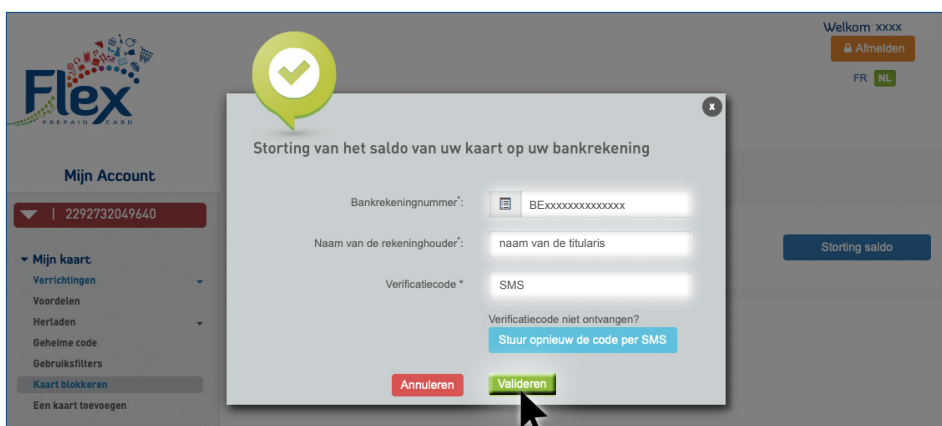 Welkom xxxx
Afmelden
FR NL
Flex
PREPAID CARD
Mijn Account
2292732049640
Mijn kaart
Verrichtingen
Voordelen
Herladen
Geheime code
Gebruiksfilters
Kaart blokkeren
Een kaart toevoegen
x
Storting van het saldo van uw kaart op uw bankrekening
Bankrekeningnummer*: BExxxxxxxxxxxxxx
Naam van de rekeninghouder*: naam van de titularis
Verificatiecode * SMS
Verificatiecode niet ontvangen?
Stuur opnieuw de code per SMS
Annuleren Valideren
Storting saldo